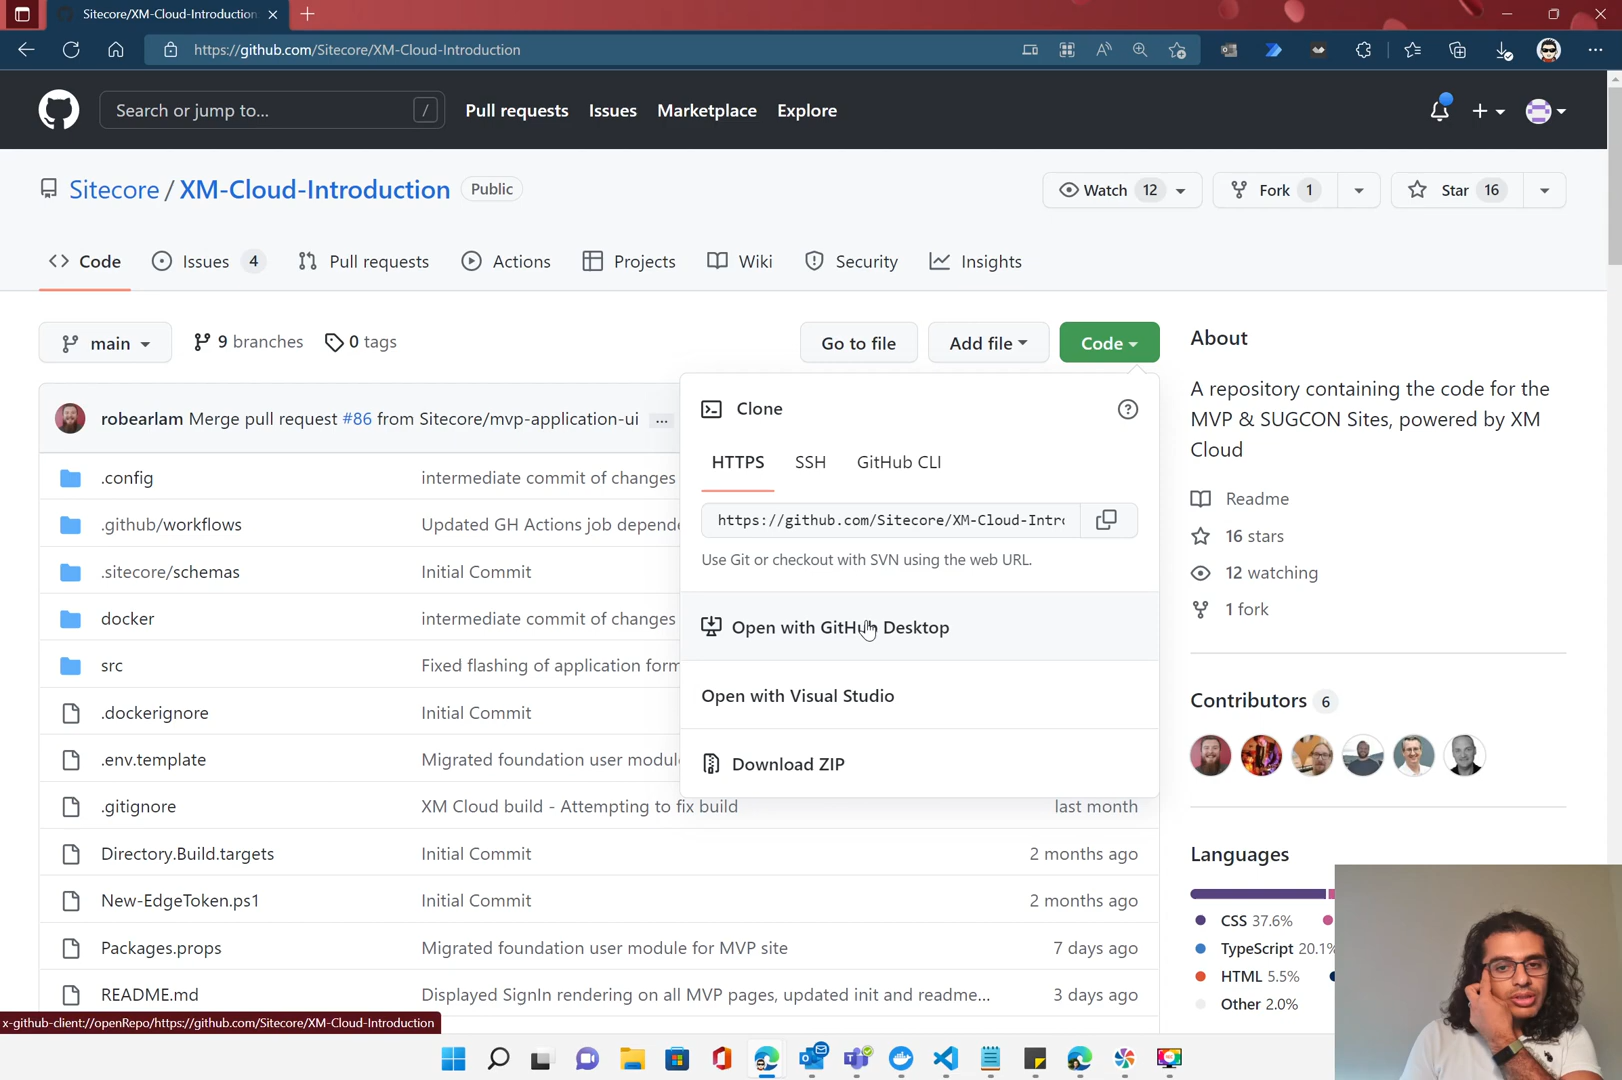 Sitecore/XM-Cloud-Introduction
https://github.com/Sitecore/XM-Cloud-Introduction
Search or jump to...
/
Pull requests
Issues
Marketplace
Explore
Sitecore / XM-Cloud-Introduction
Public
Watch 12
Fork 1
Star 16
Code
Issues 4
Pull requests
Actions
Projects
Wiki
Security
Insights
main
9 branches
0 tags
Go to file
Add file
Code
About
A repository containing the code for the
MVP & SUGCON Sites, powered by XM
Cloud
Readme
16 stars
12 watching
1 fork
robearlam Merge pull request #86 from Sitecore/mvp-application-ui ...
Clone
HTTPS
SSH
GitHub CLI
https://github.com/Sitecore/XM-Cloud-Intro
Use Git or checkout with SVN using the web URL.
Open with GitHub Desktop
Open with Visual Studio
Download ZIP
.config intermediate commit of changes
.github/workflows Updated GH Actions job depende
.sitecore/schemas Initial Commit
docker intermediate commit of changes
src Fixed flashing of application form
.dockerignore Initial Commit
.env.template Migrated foundation user modul
.gitignore XM Cloud build - Attempting to fix build last month
Directory.Build.targets Initial Commit 2 months ago
New-EdgeToken.ps1 Initial Commit 2 months ago
Packages.props Migrated foundation user module for MVP site 7 days ago
README.md Displayed SignIn rendering on all MVP pages, updated init and readme... 3 days ago
Contributors 6
Languages
CSS 37.6%
TypeScript 20.1%
HTML 5.5%
Other 2.0%
x-github-client://openRepo/https://github.com/Sitecore/XM-Cloud-Introduction